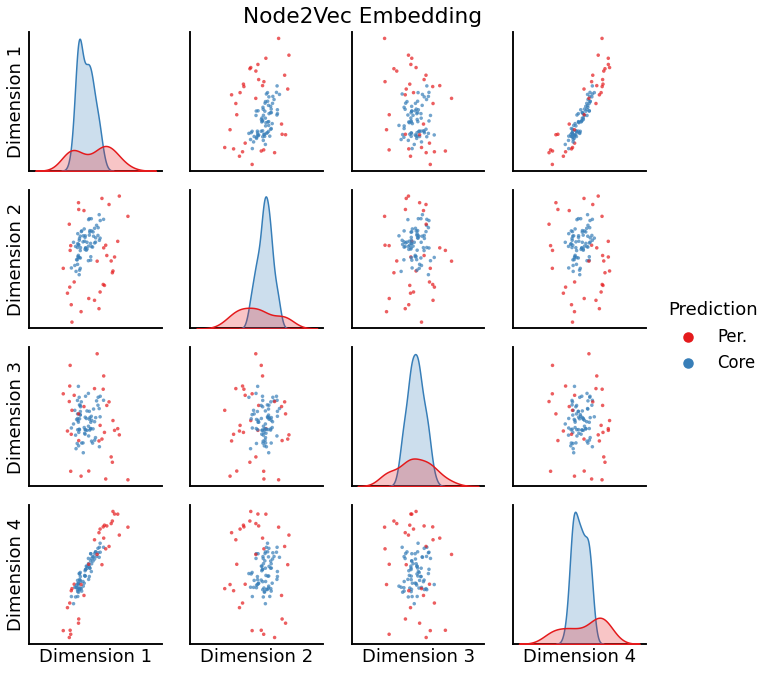 Node2Vec Embedding
Dimension 1
Dimension 2
Dimension 3
Dimension 4
Prediction
Per.
Core
Dimension 1
Dimension 2
Dimension 3
Dimension 4